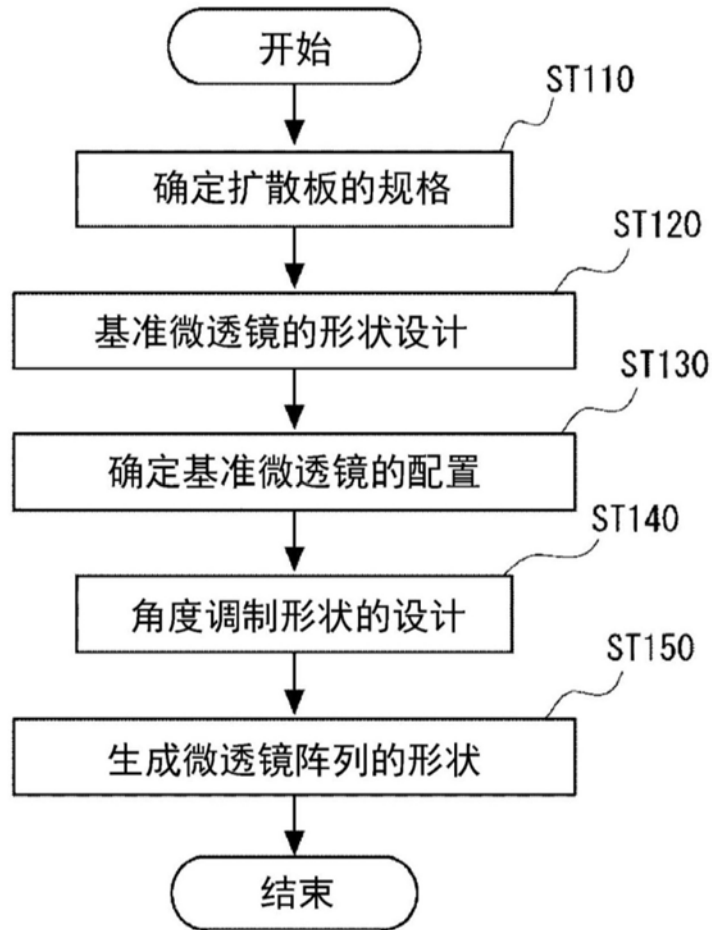 开始
ST110
确定扩散板的规格
ST120
基准微透镜的形状设计
ST130
确定基准微透镜的配置
ST140
角度调制形状的设计
ST150
生成微透镜阵列的形状
结束